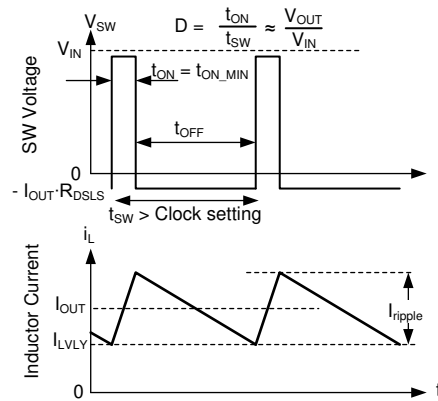 V_SW
D = t_ON / t_SW ≈ V_OUT / V_IN
V_IN
t_ON = t_ON_MIN
SW Voltage
t_OFF
0
- I_OUT·R_DSLS
t_SW > Clock setting
i_L
Inductor Current
I_OUT
I_ripple
I_LVLY
0
t